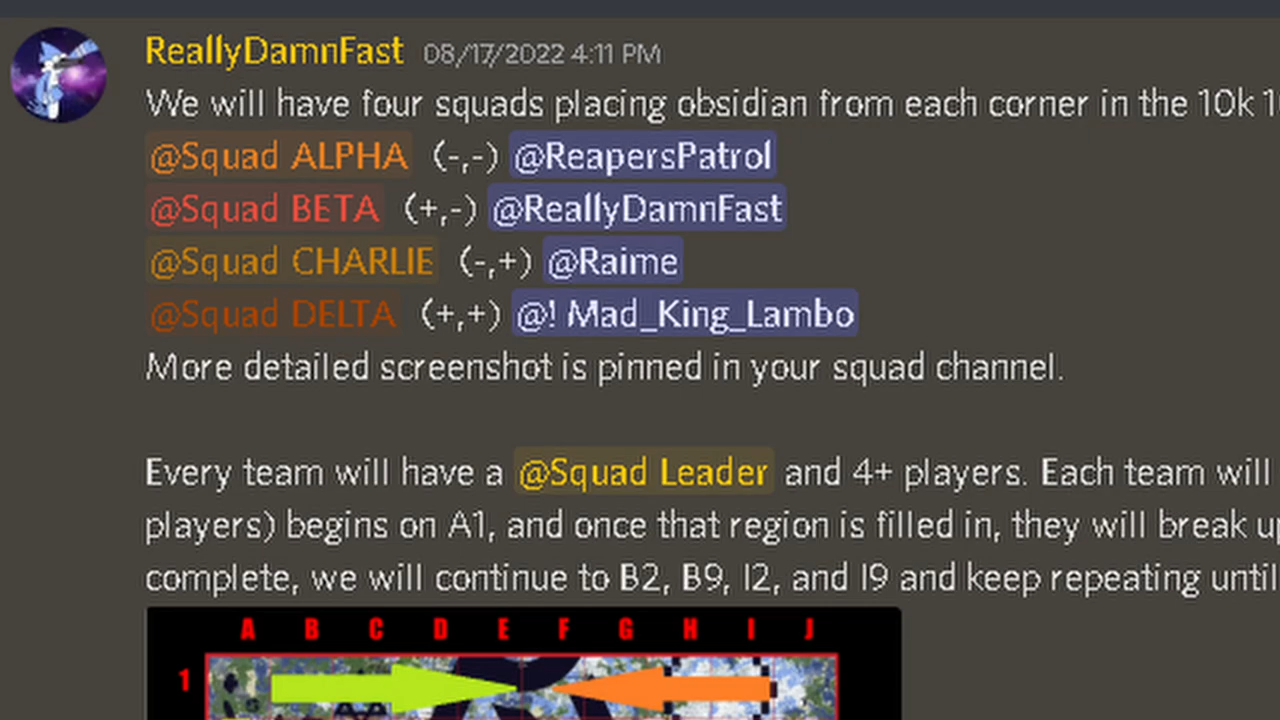 ReallyDamnFast 08/17/2022 4:11 PM
We will have four squads placing obsidian from each corner in the 10k
@Squad ALPHA (-,-) @ReapersPatrol
@Squad BETA (+,-) @ReallyDamnFast
@Squad CHARLIE (-,+) @Raime
@Squad DELTA (+,+) @! Mad_King_Lambo
More detailed screenshot is pinned in your squad channel.
Every team will have a @Squad Leader and 4+ players. Each team will
players) begins on A1, and once that region is filled in, they will break
complete, we will continue to B2, B9, I2, and I9 and keep repeating until
A B C D E F G H I J
1